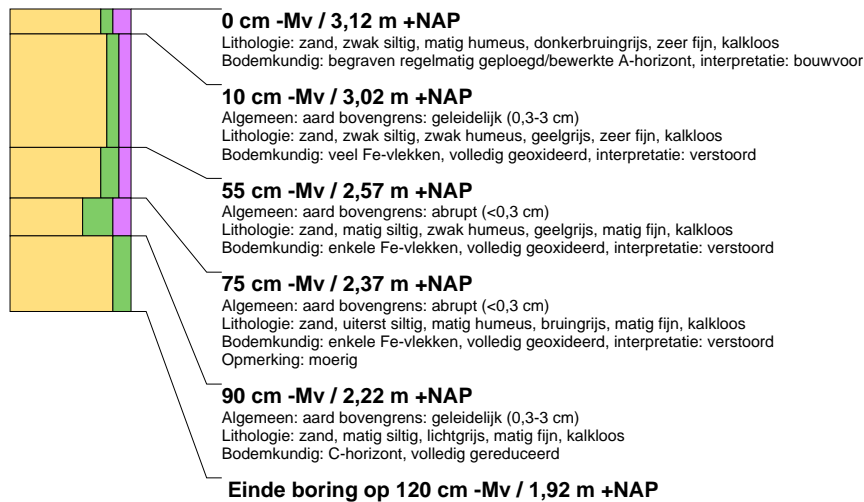 0 cm -Mv / 3,12 m +NAP
Lithologie: zand, zwak siltig, matig humeus, donkerbruingrijs, zeer fijn, kalkloos
Bodemkundig: begraven regelmatig geploegd/bewerkte A-horizont, interpretatie: bouwvoor
10 cm -Mv / 3,02 m +NAP
Algemeen: aard bovengrens: geleidelijk (0,3-3 cm)
Lithologie: zand, zwak siltig, zwak humeus, geelgrijs, zeer fijn, kalkloos
Bodemkundig: veel Fe-vlekken, volledig geoxideerd, interpretatie: verstoord
55 cm -Mv / 2,57 m +NAP
Algemeen: aard bovengrens: abrupt (<0,3 cm)
Lithologie: zand, matig siltig, zwak humeus, geelgrijs, matig fijn, kalkloos
Bodemkundig: enkele Fe-vlekken, volledig geoxideerd, interpretatie: verstoord
75 cm -Mv / 2,37 m +NAP
Algemeen: aard bovengrens: abrupt (<0,3 cm)
Lithologie: zand, uiterst siltig, matig humeus, bruingrijs, matig fijn, kalkloos
Bodemkundig: enkele Fe-vlekken, volledig geoxideerd, interpretatie: verstoord
Opmerking: moerig
90 cm -Mv / 2,22 m +NAP
Algemeen: aard bovengrens: geleidelijk (0,3-3 cm)
Lithologie: zand, matig siltig, lichtgrijs, matig fijn, kalkloos
Bodemkundig: C-horizont, volledig gereduceerd
Einde boring op 120 cm -Mv / 1,92 m +NAP